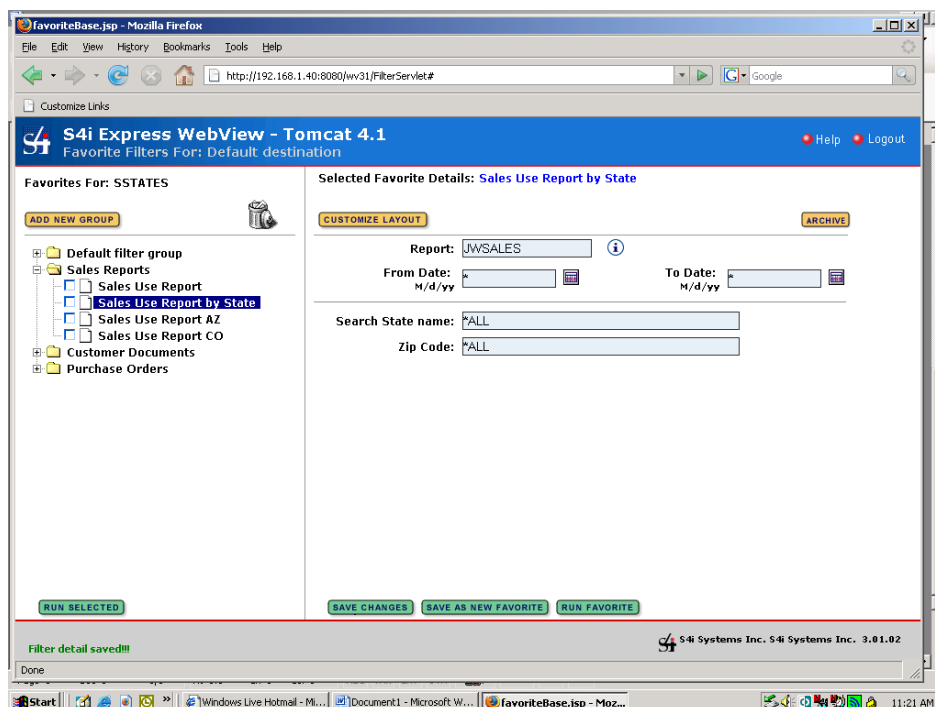 favoriteBase.jsp - Mozilla Firefox
File Edit View History Bookmarks Tools Help
http://192.168.1.40:8080/wv31/FilterServlet#
G Google
Customize Links
S4i S4i Express WebView - Tomcat 4.1
Favorite Filters For: Default destination
Help Logout
Favorites For: SSTATES
ADD NEW GROUP
Default filter group
Sales Reports
Sales Use Report
Sales Use Report by State
Sales Use Report AZ
Sales Use Report CO
Customer Documents
Purchase Orders
RUN SELECTED
Selected Favorite Details: Sales Use Report by State
CUSTOMIZE LAYOUT ARCHIVE
Report: JWSALES i
From Date: * To Date: *
M/d/yy M/d/yy
Search State name: *ALL
Zip Code: *ALL
SAVE CHANGES SAVE AS NEW FAVORITE RUN FAVORITE
Filter detail saved!!!
S4i S4i Systems Inc. S4i Systems Inc. 3.01.02
Done
Start » Windows Live Hotmail - Mi... Document1 - Microsoft W... favoriteBase.jsp - Moz... 11:21 AM